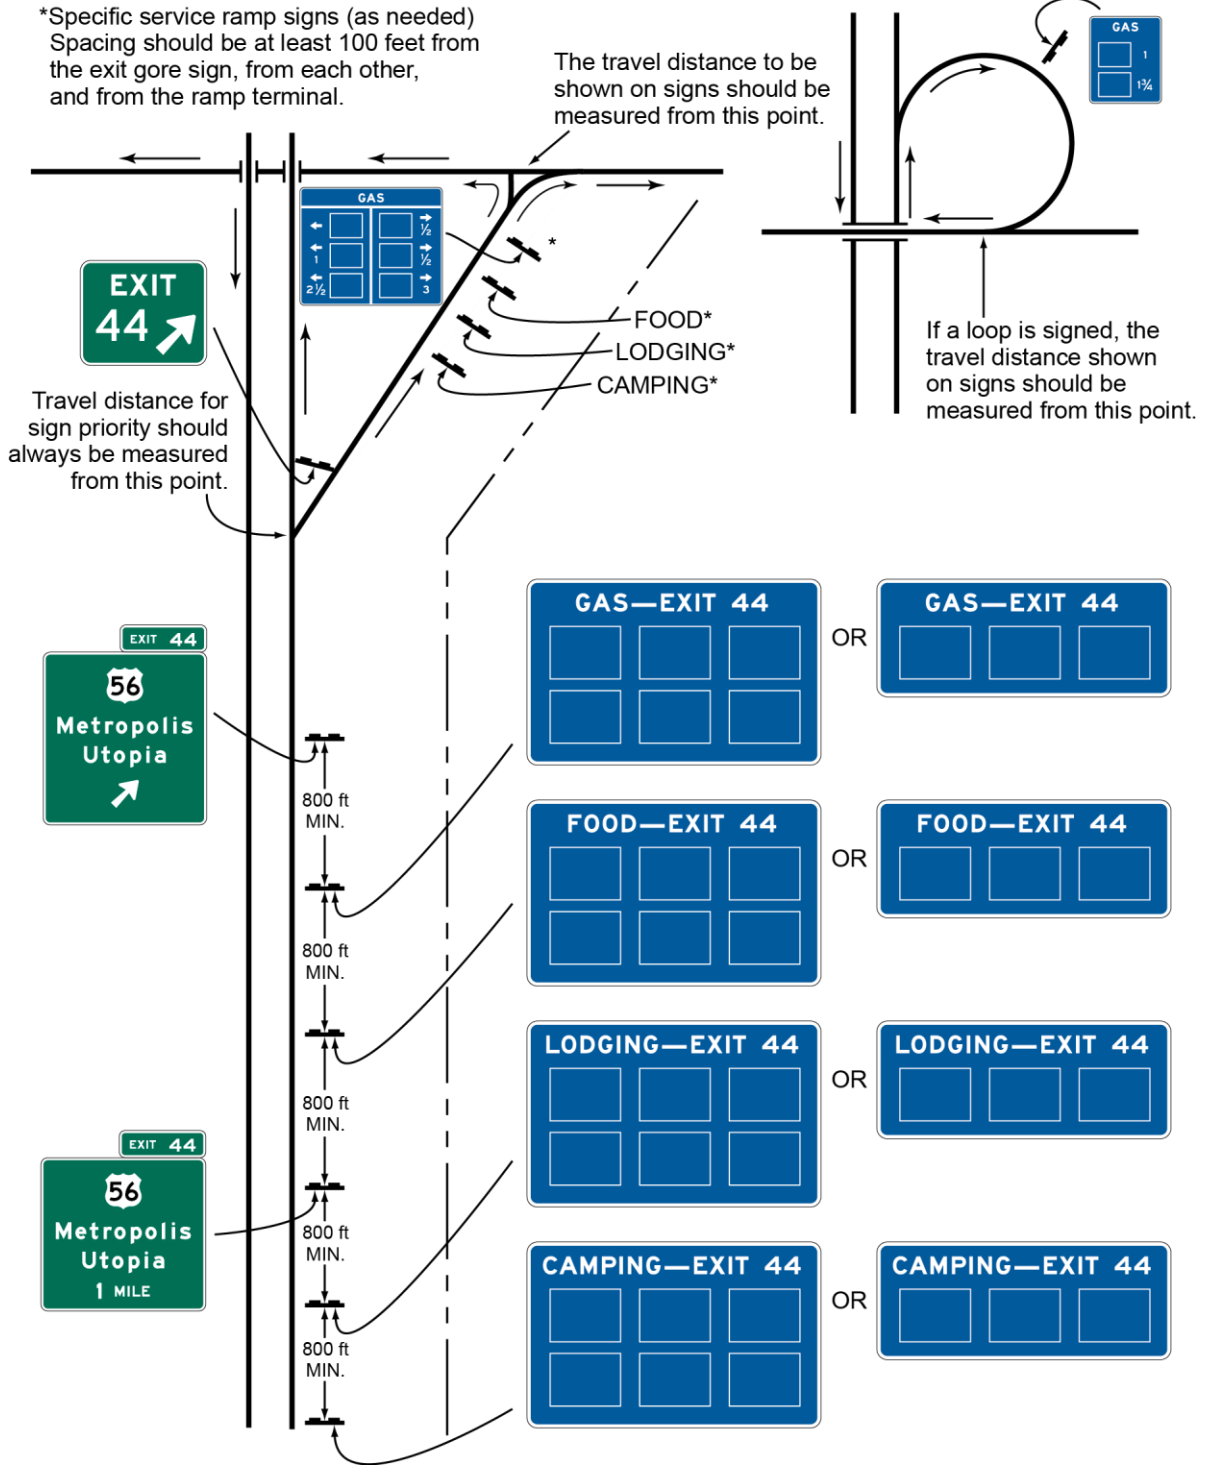 *Specific service ramp signs (as needed)
Spacing should be at least 100 feet from
the exit gore sign, from each other,
and from the ramp terminal.
The travel distance to be
shown on signs should be
measured from this point.
GAS
1
1¾
GAS
½
1
½
2½
3
*
EXIT
44
FOOD*
LODGING*
CAMPING*
If a loop is signed, the
travel distance shown
on signs should be
measured from this point.
Travel distance for
sign priority should
always be measured
from this point.
EXIT 44
56
Metropolis
Utopia
800 ft
MIN.
800 ft
MIN.
800 ft
MIN.
800 ft
MIN.
800 ft
MIN.
EXIT 44
56
Metropolis
Utopia
1 MILE
GAS—EXIT 44
OR
GAS—EXIT 44
FOOD—EXIT 44
OR
FOOD—EXIT 44
LODGING—EXIT 44
OR
LODGING—EXIT 44
CAMPING—EXIT 44
OR
CAMPING—EXIT 44